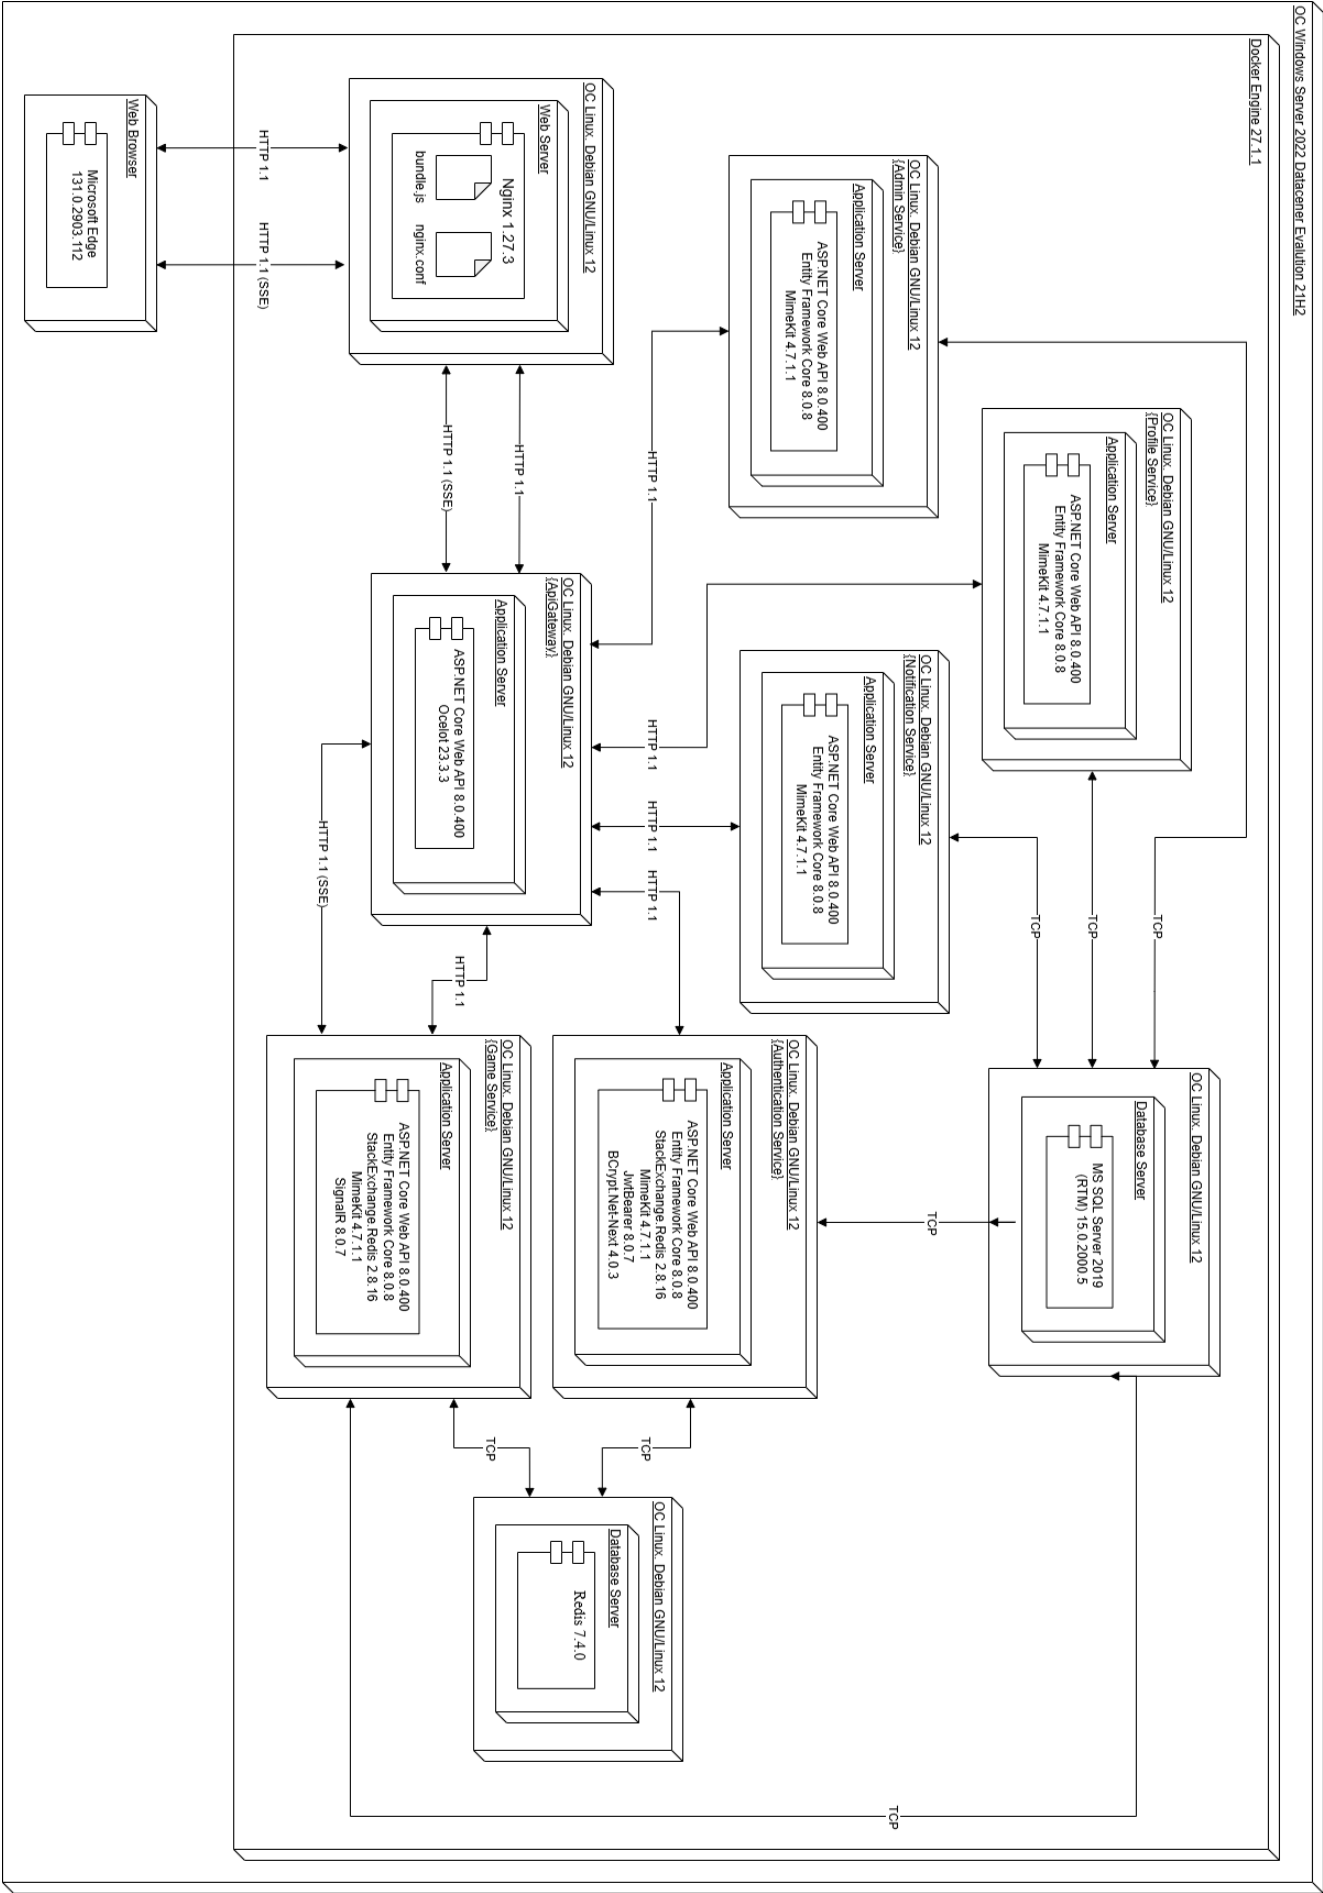 OC Windows Server 2022 Datacener Evalution 21H2
Docker Engine 27.1.1
OC Linux. Debian GNU/Linux 12
{Admin Service}
Application Server
ASP.NET Core Web API 8.0.400
Entity Framework Core 8.0.8
MimeKit 4.7.1.1
OC Linux. Debian GNU/Linux 12
{Profile Service}
Application Server
ASP.NET Core Web API 8.0.400
Entity Framework Core 8.0.8
MimeKit 4.7.1.1
OC Linux. Debian GNU/Linux 12
{Notification Service}
Application Server
ASP.NET Core Web API 8.0.400
Entity Framework Core 8.0.8
MimeKit 4.7.1.1
TCP
TCP
TCP
OC Linux. Debian GNU/Linux 12
Database Server
MS SQL Server 2019
(RTM) 15.0.2000.5
TCP
TCP
OC Linux. Debian GNU/Linux 12
Web Server
Nginx 1.27.3
bundle.js
nginx.conf
HTTP 1.1
HTTP 1.1 (SSE)
HTTP 1.1
HTTP 1.1
HTTP 1.1
HTTP 1.1
OC Linux. Debian GNU/Linux 12
{ApiGateway}
Application Server
ASP.NET Core Web API 8.0.400
Ocelot 23.3.3
OC Linux. Debian GNU/Linux 12
{Authentication Service}
Application Server
ASP.NET Core Web API 8.0.400
Entity Framework Core 8.0.8
StackExchange.Redis 2.8.16
MimeKit 4.7.1.1
JwtBearer 8.0.7
BCrypt.Net-Next 4.0.3
TCP
TCP
OC Linux. Debian GNU/Linux 12
Database Server
Redis 7.4.0
HTTP 1.1
HTTP 1.1 (SSE)
OC Linux. Debian GNU/Linux 12
{Game Service}
Application Server
ASP.NET Core Web API 8.0.400
Entity Framework Core 8.0.8
StackExchange.Redis 2.8.16
MimeKit 4.7.1.1
SignalR 8.0.7
HTTP 1.1
HTTP 1.1 (SSE)
Web Browser
Microsoft Edge
131.0.2903.112